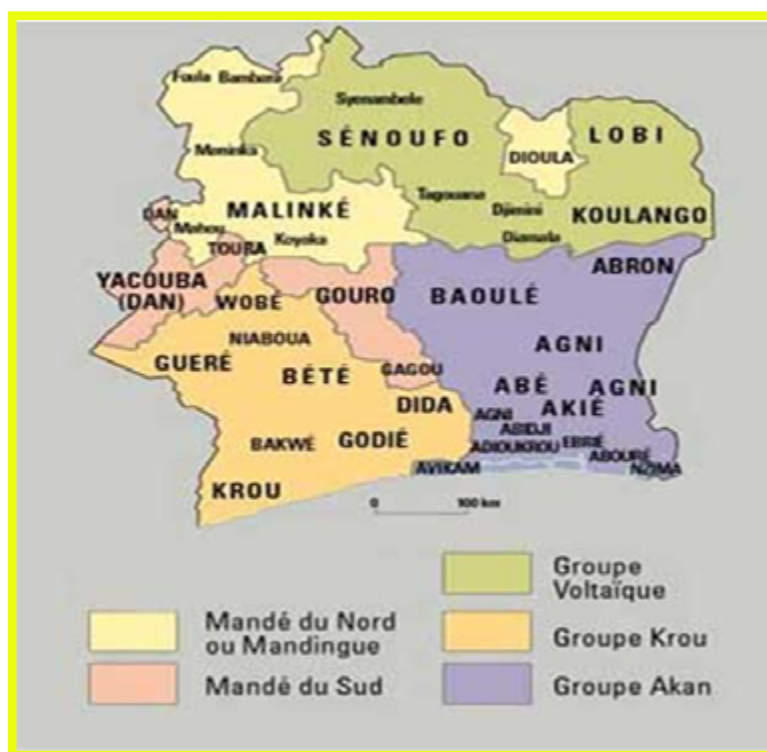 Foula Bambara
Syenambele
SÉNOUFO
LOBI
Maninka
DIOULA
DAN
Mahou
MALINKÉ
Tagouana
Djimini
KOULANGO
TOURA
Koyaka
Diamala
YACOUBA
(DAN)
WOBÉ
GOURO
BAOULÉ
ABRON
NIABOUA
GUERÉ
BÉTÉ
GAGOU
AGNI
ABÉ
AGNI
DIDA
AGNI
AKIÉ
ABIDJI
BAKWÉ
GODIÉ
ADIOUKROU
EBRIÉ
ABOURÉ
AVIKAM
NZIMA
KROU
0 100 km
Groupe
Voltaïque
Mandé du Nord
ou Mandingue
Groupe Krou
Mandé du Sud
Groupe Akan